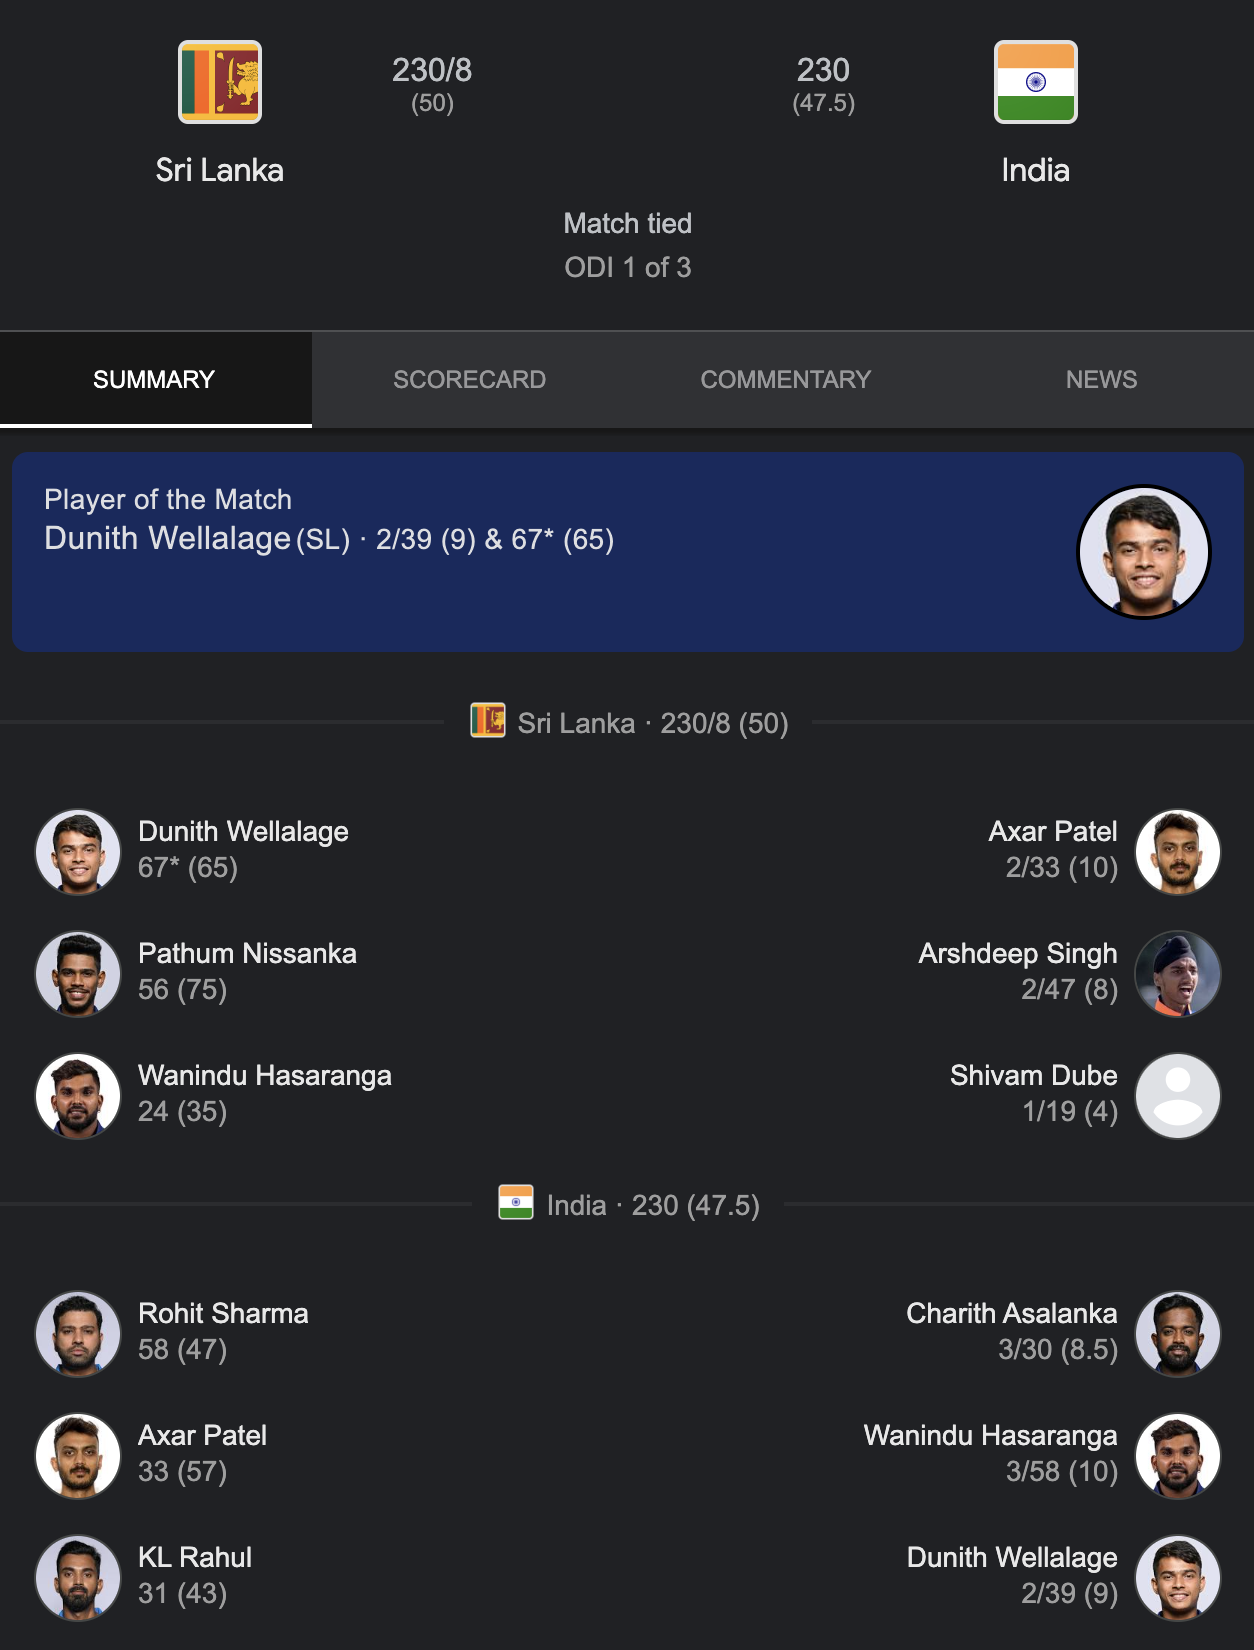 230/8
(50)
230
(47.5)
Sri Lanka
India
Match tied
ODI 1 of 3
SUMMARY
SCORECARD
COMMENTARY
NEWS
Player of the Match
Dunith Wellalage (SL) · 2/39 (9) & 67* (65)
Sri Lanka · 230/8 (50)
Dunith Wellalage
67* (65)
Axar Patel
2/33 (10)
Pathum Nissanka
56 (75)
Arshdeep Singh
2/47 (8)
Wanindu Hasaranga
24 (35)
Shivam Dube
1/19 (4)
India · 230 (47.5)
Rohit Sharma
58 (47)
Charith Asalanka
3/30 (8.5)
Axar Patel
33 (57)
Wanindu Hasaranga
3/58 (10)
KL Rahul
31 (43)
Dunith Wellalage
2/39 (9)